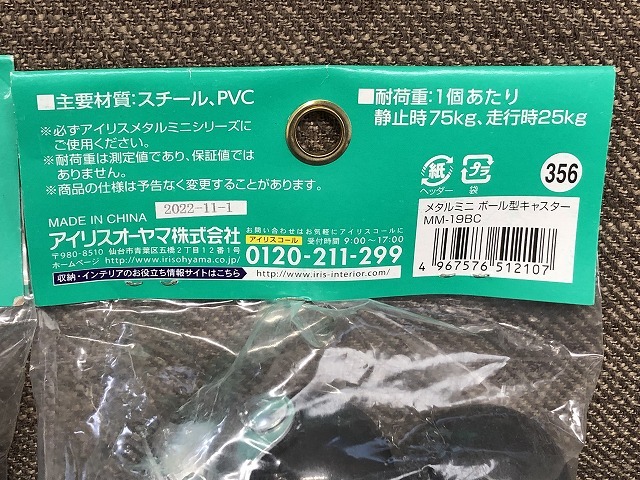 ■主要材質：スチール、PVC
※必ずアイリスメタルミニシリーズに
ご使用ください。
※耐荷重は測定値であり、保証値では
ありません。
※商品の仕様は予告なく変更することがあります。
MADE IN CHINA
2022-11-1
アイリスオーヤマ株式会社
〒980-8510 仙台市青葉区五橋2丁目12番1号
ホームページ http://www.irisohyama.co.jp
収納・インテリアのお役立ち情報サイトはこちら
お問い合わせはお気軽にアイリスコールに
アイリスコール 受付時間 9:00〜17:00
0120-211-299
http://www.iris-interior.com/
■耐荷重：1個あたり
静止時75kg、走行時25kg
紙
ヘッダー
プラ
袋
356
メタルミニ ボール型キャスター
MM-19BC
4 967576 512107